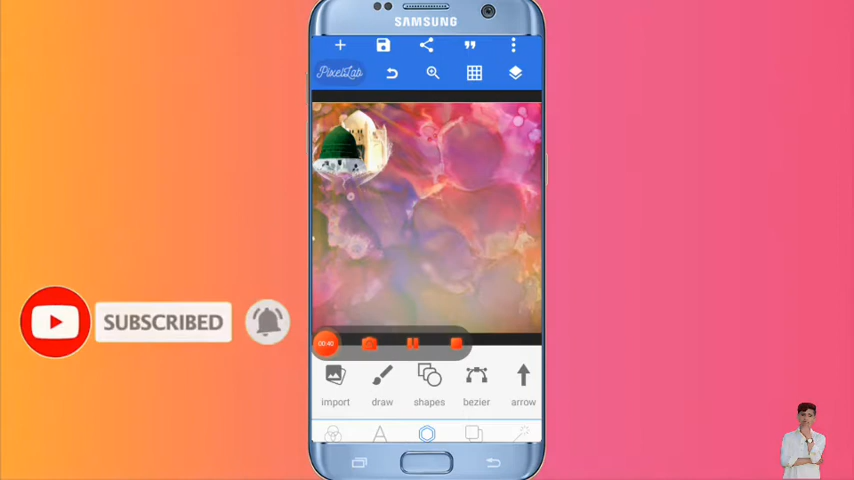 SAMSUNG
PixelLab
SUBSCRIBED
00:40
import draw shapes bezier arrow
A